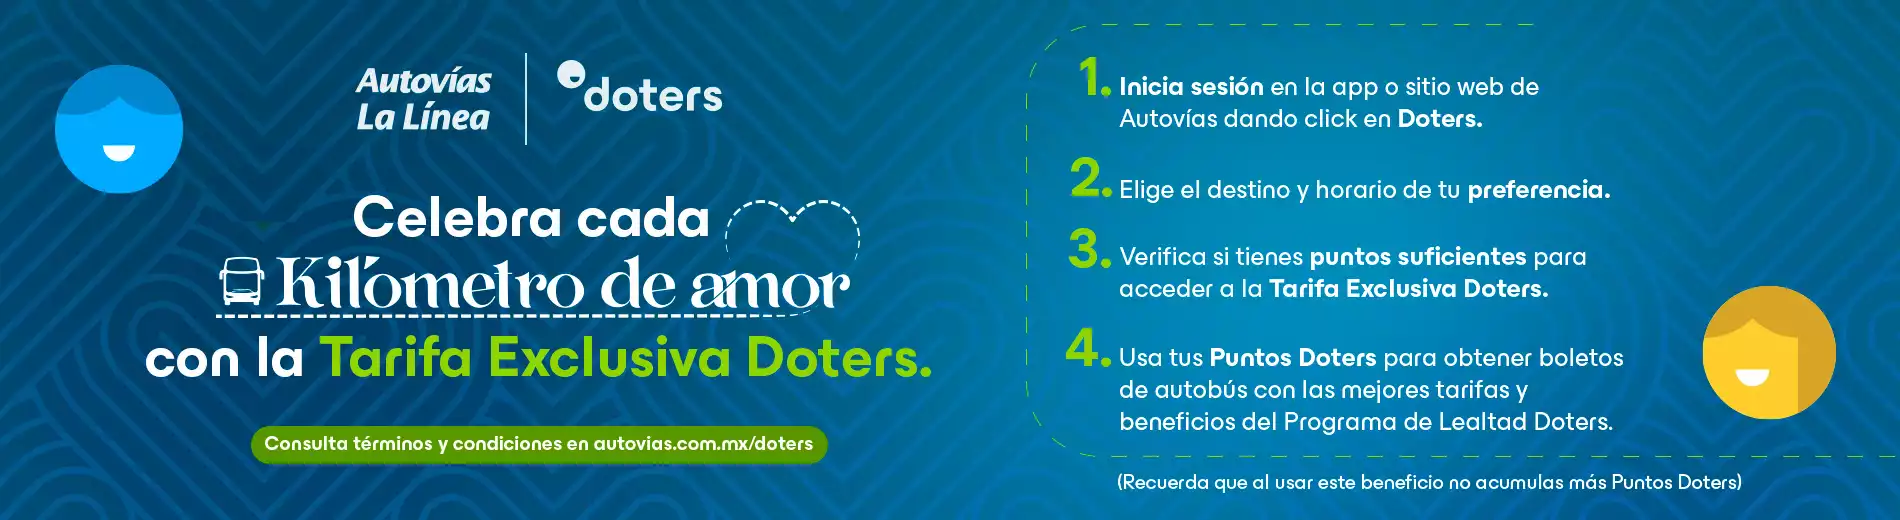 Autovías
La Línea
doters
Celebra cada
Kilómetro de amor
con la Tarifa Exclusiva Doters.
Consulta términos y condiciones en autovias.com.mx/doters
1. Inicia sesión en la app o sitio web de
Autovías dando click en Doters.
2. Elige el destino y horario de tu preferencia.
3. Verifica si tienes puntos suficientes para
acceder a la Tarifa Exclusiva Doters.
4. Usa tus Puntos Doters para obtener boletos
de autobús con las mejores tarifas y
beneficios del Programa de Lealtad Doters.
(Recuerda que al usar este beneficio no acumulas más Puntos Doters)